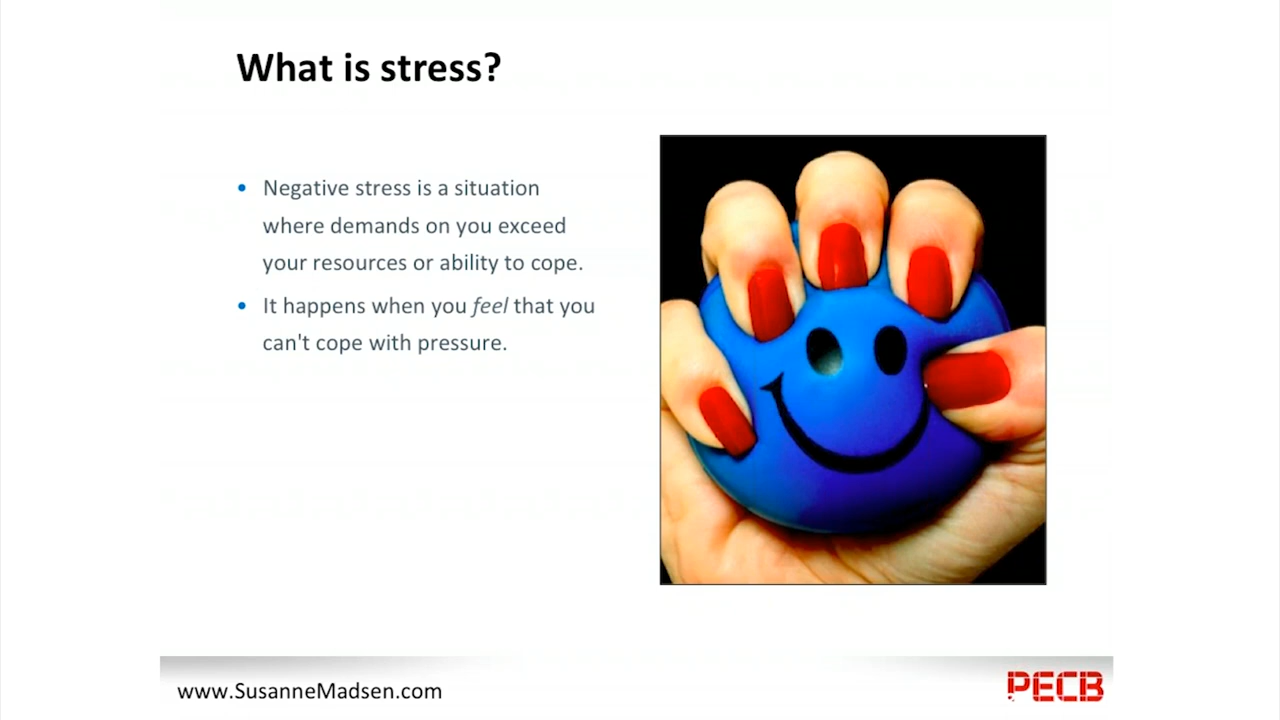 What is stress?
• Negative stress is a situation
where demands on you exceed
your resources or ability to cope.
• It happens when you feel that you
can't cope with pressure.
www.SusanneMadsen.com
PECB